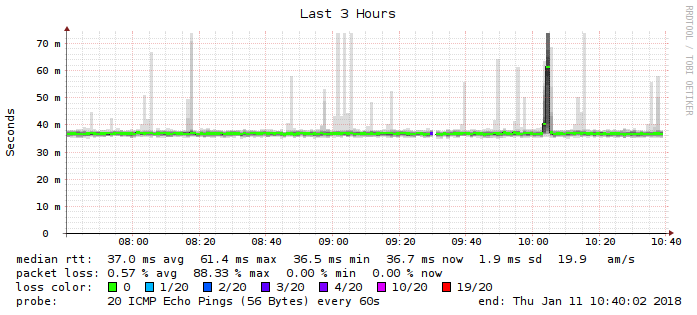 Last 3 Hours
RRDTOOL / TOBI OETIKER
Seconds
70 m
60 m
50 m
40 m
30 m
20 m
10 m
0
08:00 08:20 08:40 09:00 09:20 09:40 10:00 10:20 10:40
median rtt: 37.0 ms avg 61.4 ms max 36.5 ms min 36.7 ms now 1.9 ms sd 19.9 am/s
packet loss: 0.57 % avg 88.33 % max 0.00 % min 0.00 % now
loss color: 0 1/20 2/20 3/20 4/20 10/20 19/20
probe: 20 ICMP Echo Pings (56 Bytes) every 60s end: Thu Jan 11 10:40:02 2018